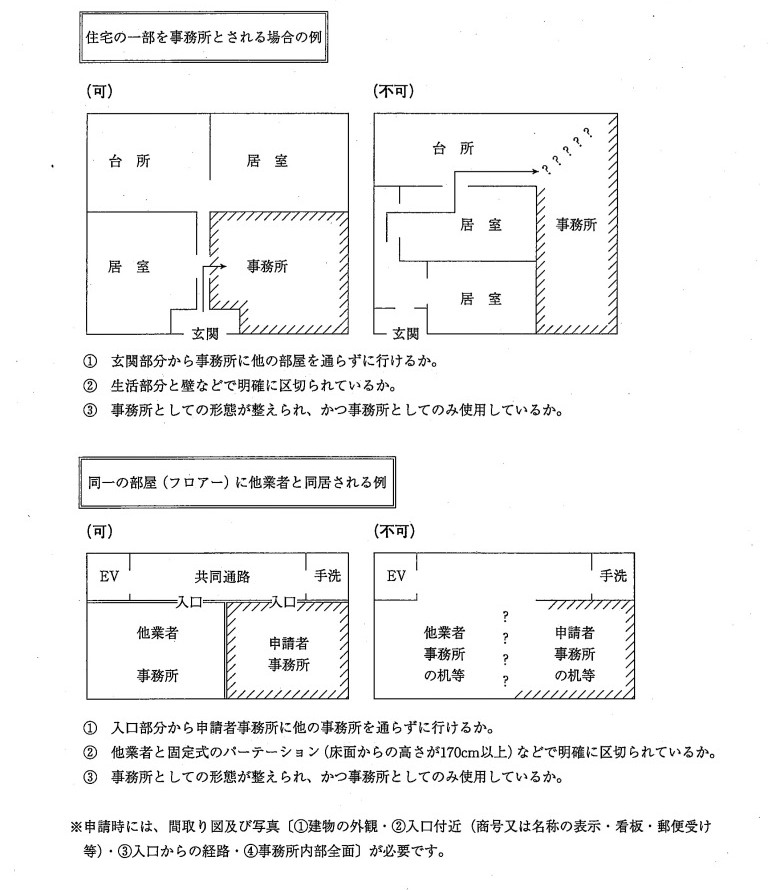 住宅の一部を事務所とされる場合の例
(可)
台 所
居 室
居 室
事務所
玄関
(不可)
台 所
? ? ? ? ?
居 室
事務所
居 室
玄関
① 玄関部分から事務所に他の部屋を通らずに行けるか。
② 生活部分と壁などで明確に区切られているか。
③ 事務所としての形態が整えられ、かつ事務所としてのみ使用しているか。
同一の部屋(フロアー)に他業者と同居される例
(可)
EV
共同通路
手洗
入口
入口
他業者
事務所
申請者
事務所
(不可)
EV
手洗
他業者
事務所
の机等
?
?
?
?
申請者
事務所
の机等
① 入口部分から申請者事務所に他の事務所を通らずに行けるか。
② 他業者と固定式のパーテーション(床面からの高さが170cm以上)などで明確に区切られているか。
③ 事務所としての形態が整えられ、かつ事務所としてのみ使用しているか。
※申請時には、間取り図及び写真〔①建物の外観・②入口付近(商号又は名称の表示・看板・郵便受け
等)・③入口からの経路・④事務所内部全面〕が必要です。